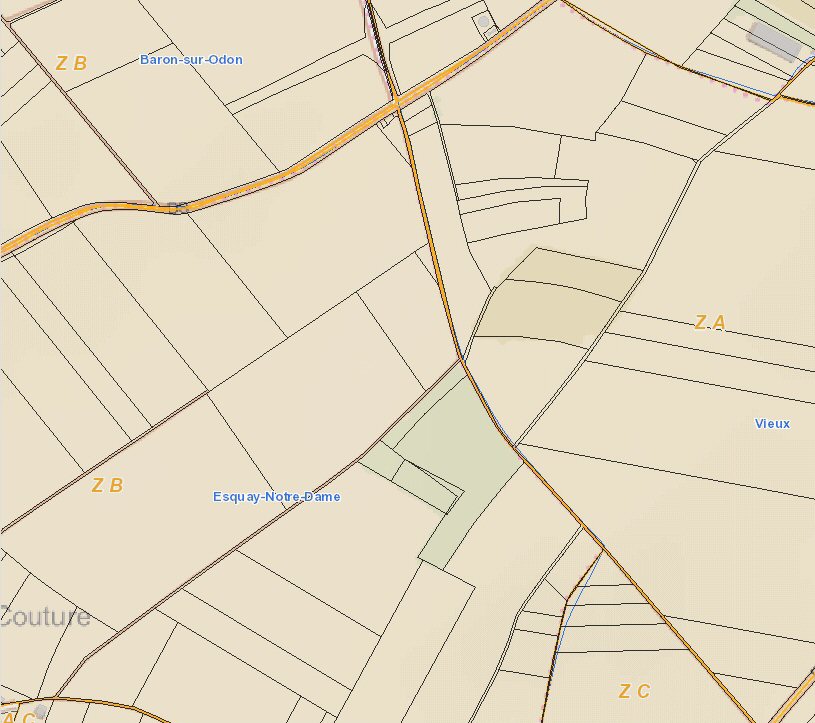 Z B
Baron-sur-Odon
Z A
Vieux
Z B
Esquay-Notre-Dame
Couture
Z C
A C